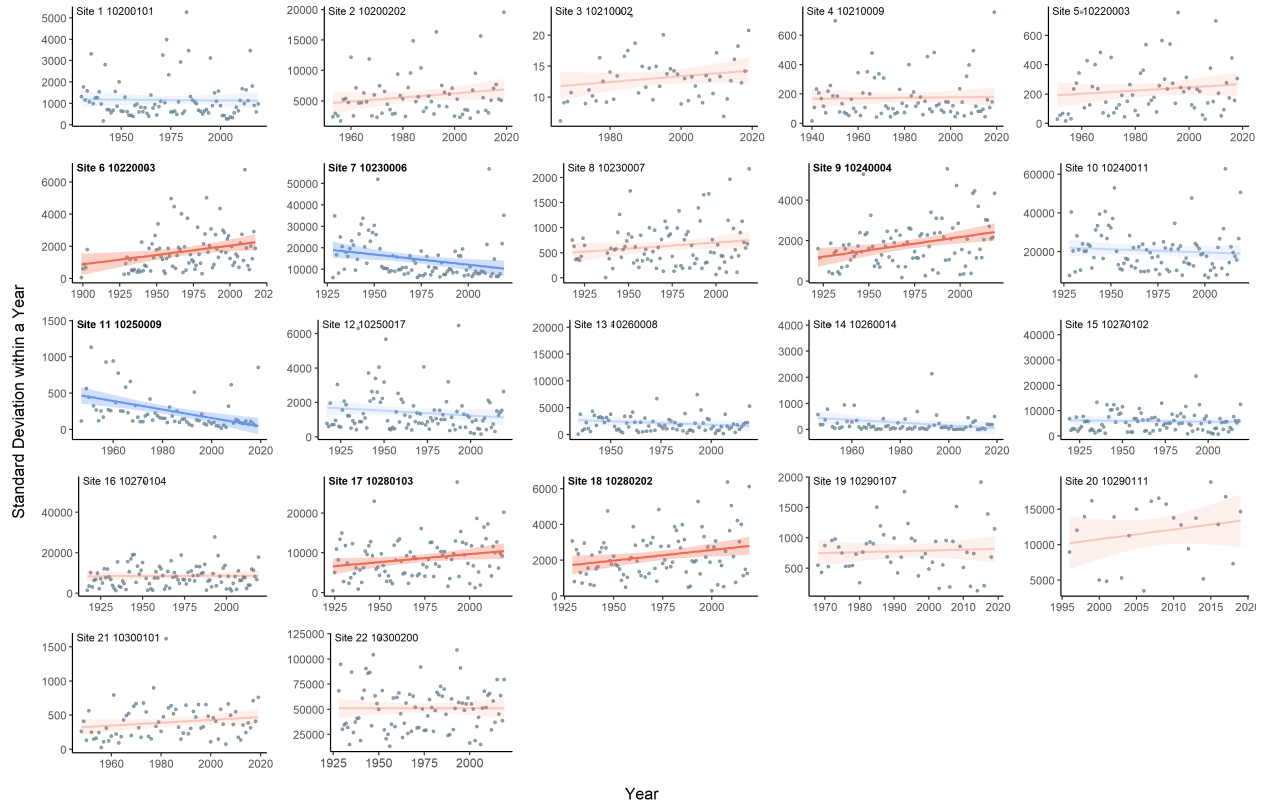 Standard Deviation within a Year
Site 1 10200101
5000
4000
3000
2000
1000
0
1950 1975 2000
Site 2 10200202
20000
15000
10000
5000
1960 1980 2000 2020
Site 3 10210002
20
15
10
1980 2000 2020
Site 4 10210009
600
400
200
0
1940 1960 1980 2000 2020
Site 5 10220003
600
400
200
0
1960 1980 2000 2020
Site 6 10220003
6000
4000
2000
0
1900 1925 1950 1975 2000 202
Site 7 10230006
50000
40000
30000
20000
10000
1925 1950 1975 2000
Site 8 10230007
2000
1500
1000
500
0
1925 1950 1975 2000
Site 9 10240004
4000
2000
0
1925 1950 1975 2000
Site 10 10240011
60000
40000
20000
1925 1950 1975 2000
Site 11 10250009
1500
1000
500
0
1960 1980 2000 2020
Site 12 10250017
6000
4000
2000
0
1925 1950 1975 2000
Site 13 10260008
20000
15000
10000
5000
0
1940 1960 1980 2000 2020
Site 14 10260014
4000
3000
2000
1000
0
1960 1980 2000 2020
Site 15 10270102
40000
30000
20000
10000
0
1925 1950 1975 2000
Site 16 10270104
40000
20000
0
1925 1950 1975 2000
Site 17 10280103
20000
10000
0
1925 1950 1975 2000
Site 18 10280202
6000
4000
2000
0
1925 1950 1975 2000
Site 19 10290107
2000
1500
1000
500
1970 1980 1990 2000 2010 2020
Site 20 10290111
15000
10000
5000
1995 2000 2005 2010 2015 2020
Site 21 10300101
1500
1000
500
0
1960 1980 2000 2020
Site 22 10300200
125000
100000
75000
50000
25000
1925 1950 1975 2000
Year